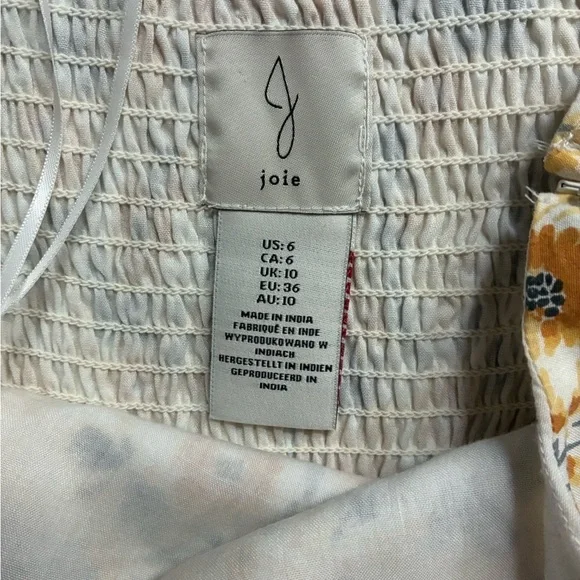 J
joie
US: 6
CA: 6
UK: 10
EU: 36
AU: 10
MADE IN INDIA
FABRIQUÉ EN INDE
WYPRODUKOWANO W
INDIACH
HERGESTELLT IN INDIEN
GEPRODUCEERD IN
INDIA